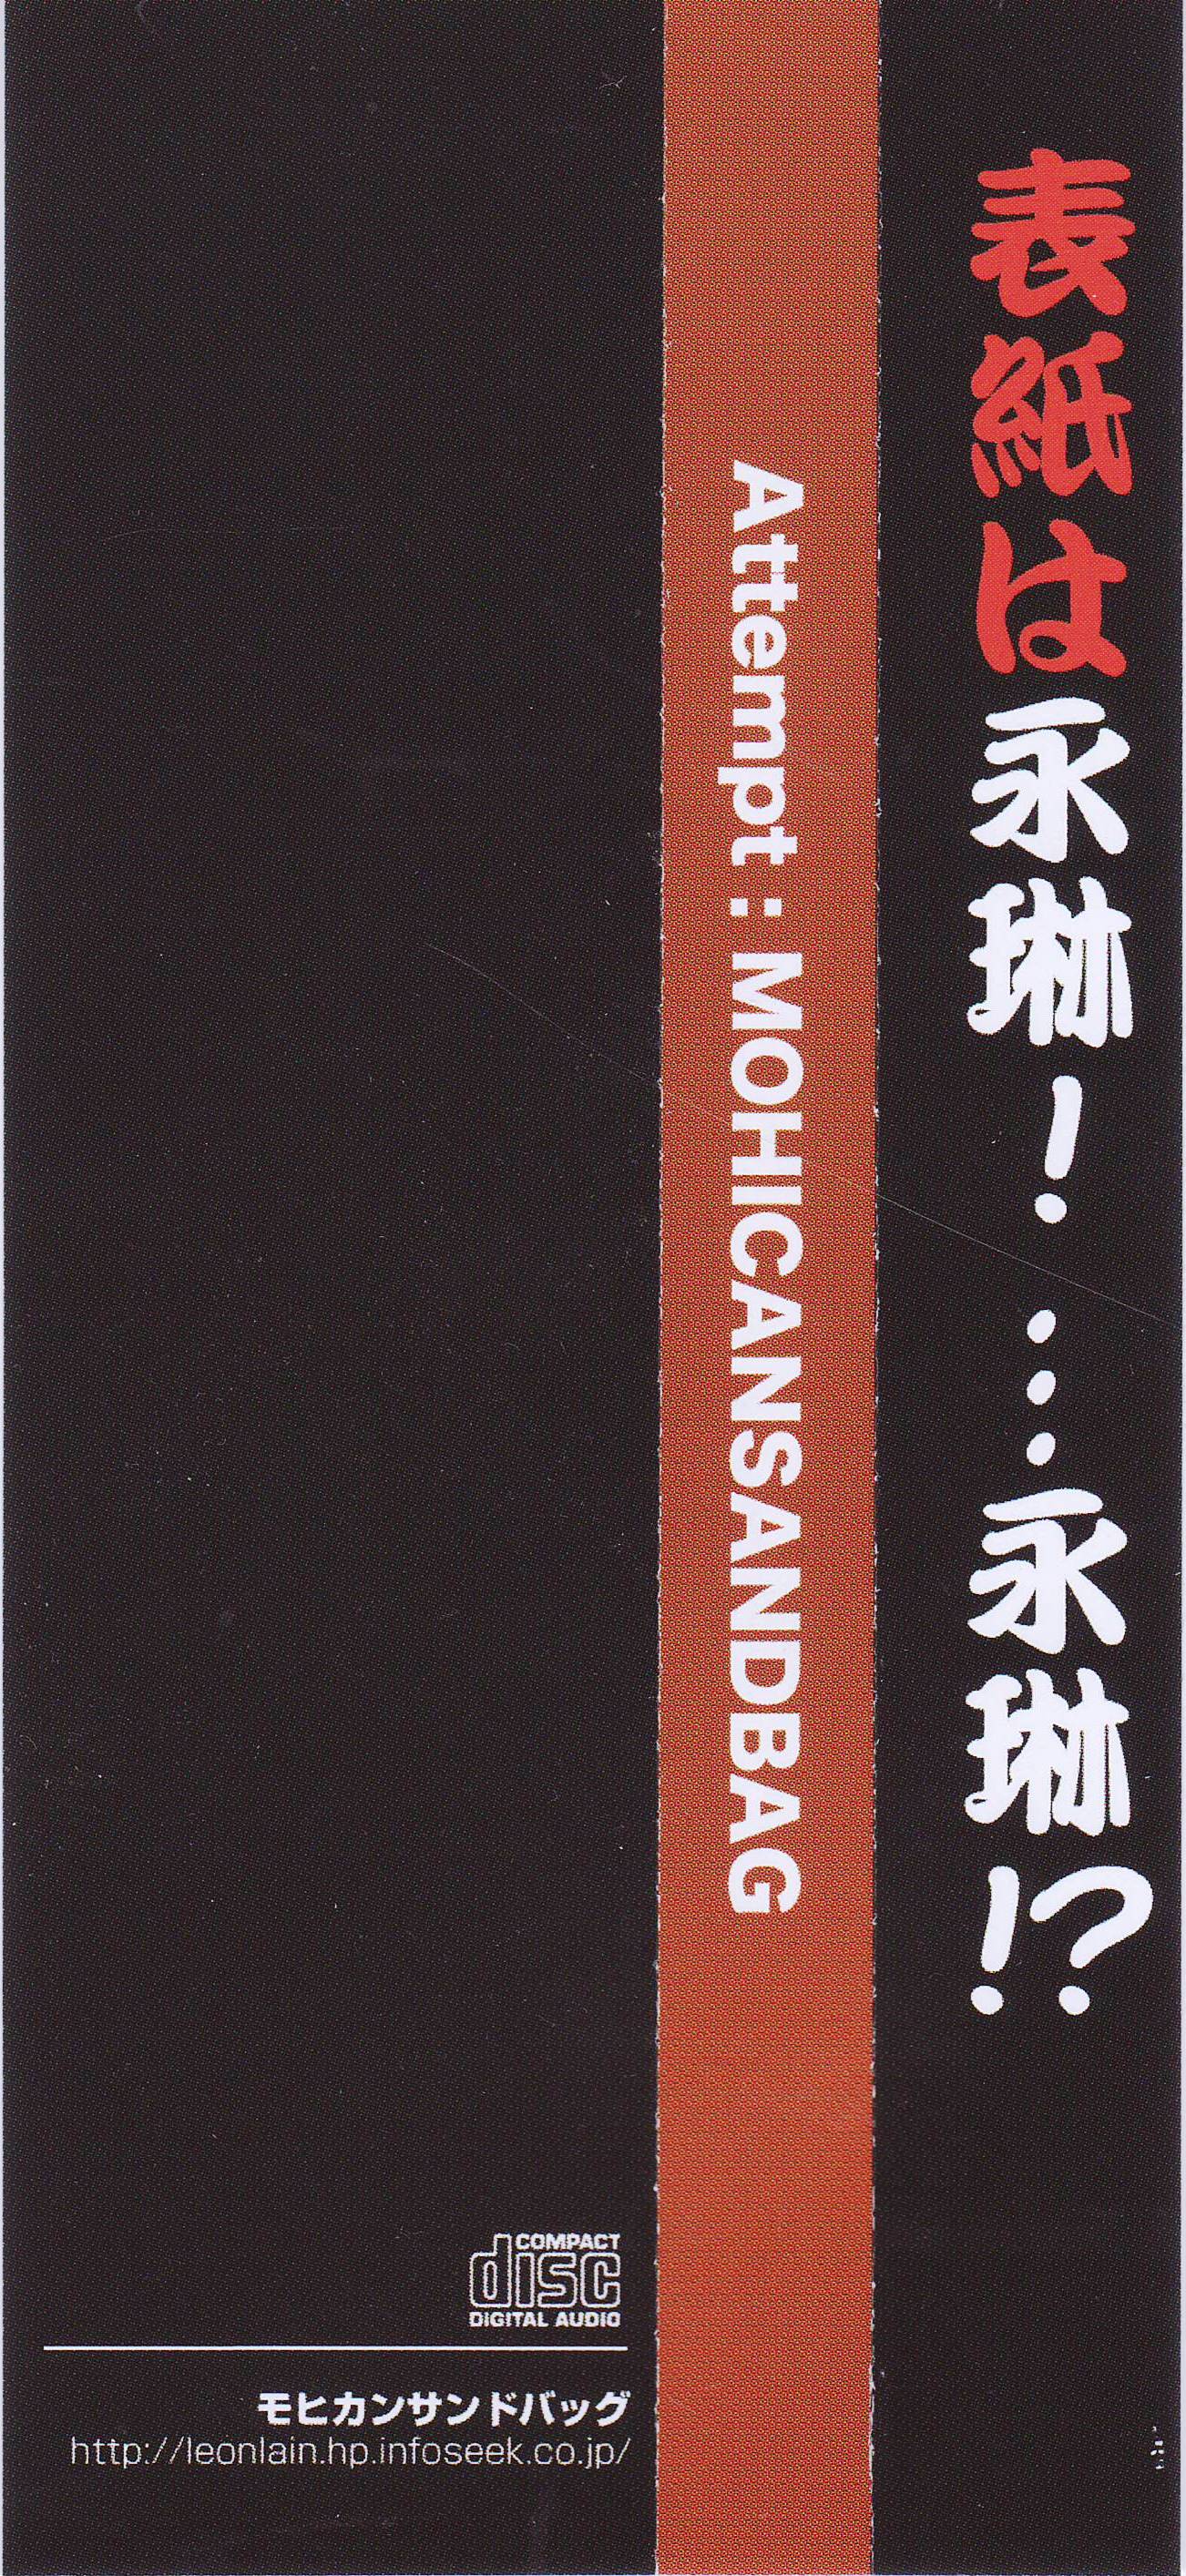 表紙は永琳！…永琳!?
Attempt : MOHICANSANDBAG
COMPACT
disc
DIGITAL AUDIO
モヒカンサンドバッグ
http://leonlain.hp.infoseek.co.jp/